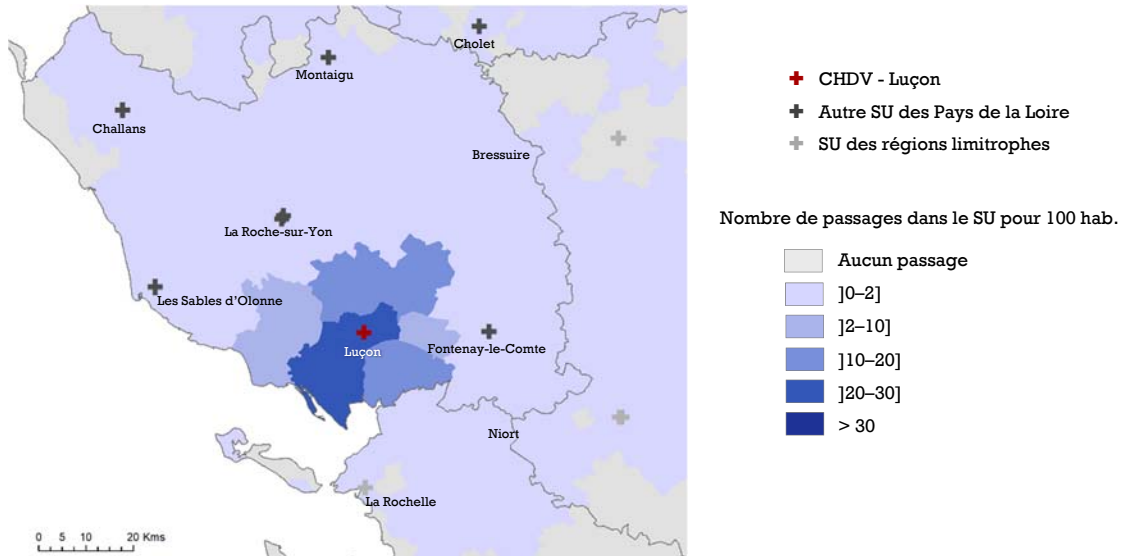 Cholet
Montaigu
Challans
Bressuire
La Roche-sur-Yon
Les Sables d'Olonne
Luçon
Fontenay-le-Comte
Niort
La Rochelle
0 5 10 20 Kms
CHDV - Luçon
Autre SU des Pays de la Loire
SU des régions limitrophes
Nombre de passages dans le SU pour 100 hab.
Aucun passage
]0–2]
]2–10]
]10–20]
]20–30]
> 30